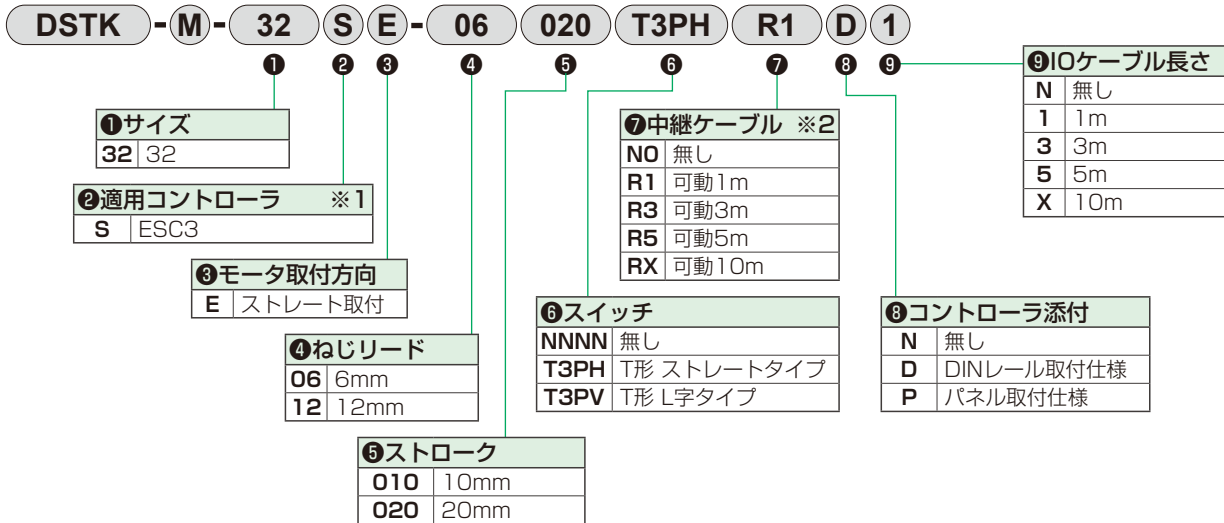 DSTK - M - 32 S E - 06 020 T3PH R1 D 1
❶ ❷ ❸ ❹ ❺ ❻ ❼ ❽ ❾
❶サイズ
32 32
❷適用コントローラ ※1
S ESC3
❸モータ取付方向
E ストレート取付
❹ねじリード
06 6mm
12 12mm
❺ストローク
010 10mm
020 20mm
❻スイッチ
NNNN 無し
T3PH T形 ストレートタイプ
T3PV T形 L字タイプ
❼中継ケーブル ※2
N0 無し
R1 可動1m
R3 可動3m
R5 可動5m
RX 可動10m
❽コントローラ添付
N 無し
D DINレール取付仕様
P パネル取付仕様
❾IOケーブル長さ
N 無し
1 1m
3 3m
5 5m
X 10m